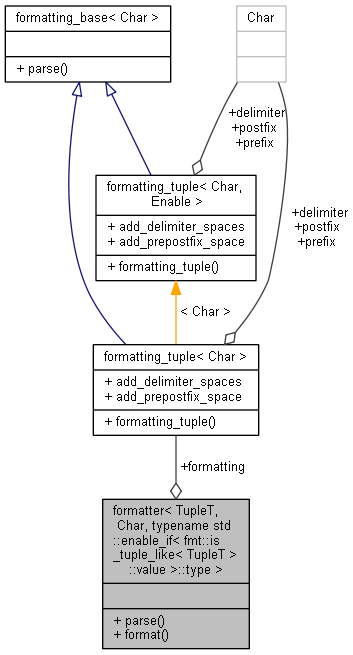 formatting_base< Char >
+ parse()
Char
+delimiter
+postfix
+prefix
formatting_tuple< Char,
Enable >
+ add_delimiter_spaces
+ add_prepostfix_space
+ formatting_tuple()
+delimiter
+postfix
+prefix
< Char >
formatting_tuple< Char >
+ add_delimiter_spaces
+ add_prepostfix_space
+ formatting_tuple()
+formatting
formatter< TupleT,
Char, typename std
::enable_if< fmt::is
_tuple_like< TupleT >
::value >::type >
+ parse()
+ format()